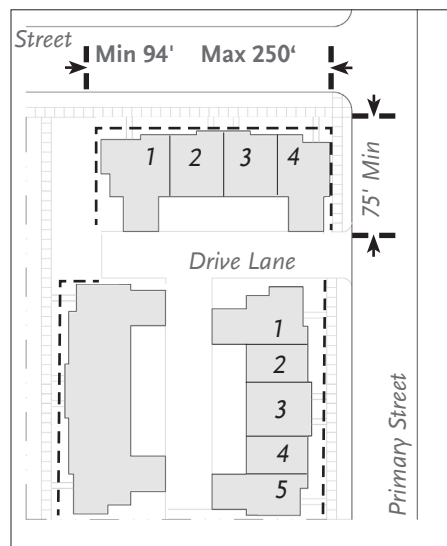 Street
Min 94' Max 250‘
75' Min
1 2 3 4
Drive Lane
1
2
3
4
5
Primary Street